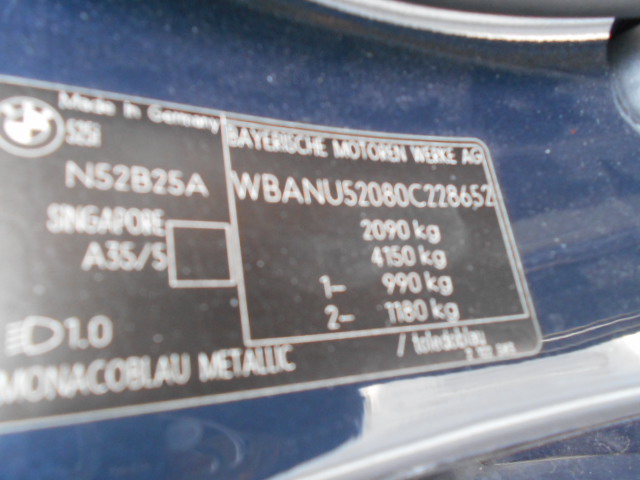 Made in Germany
525i
BAYERISCHE MOTOREN WERKE AG
N52B25A
WBANU52080C228652
SINGAPORE
A35/5
2090 kg
4150 kg
1- 990 kg
2- 1180 kg
1.0
MONACOBLAU METALLIC
/